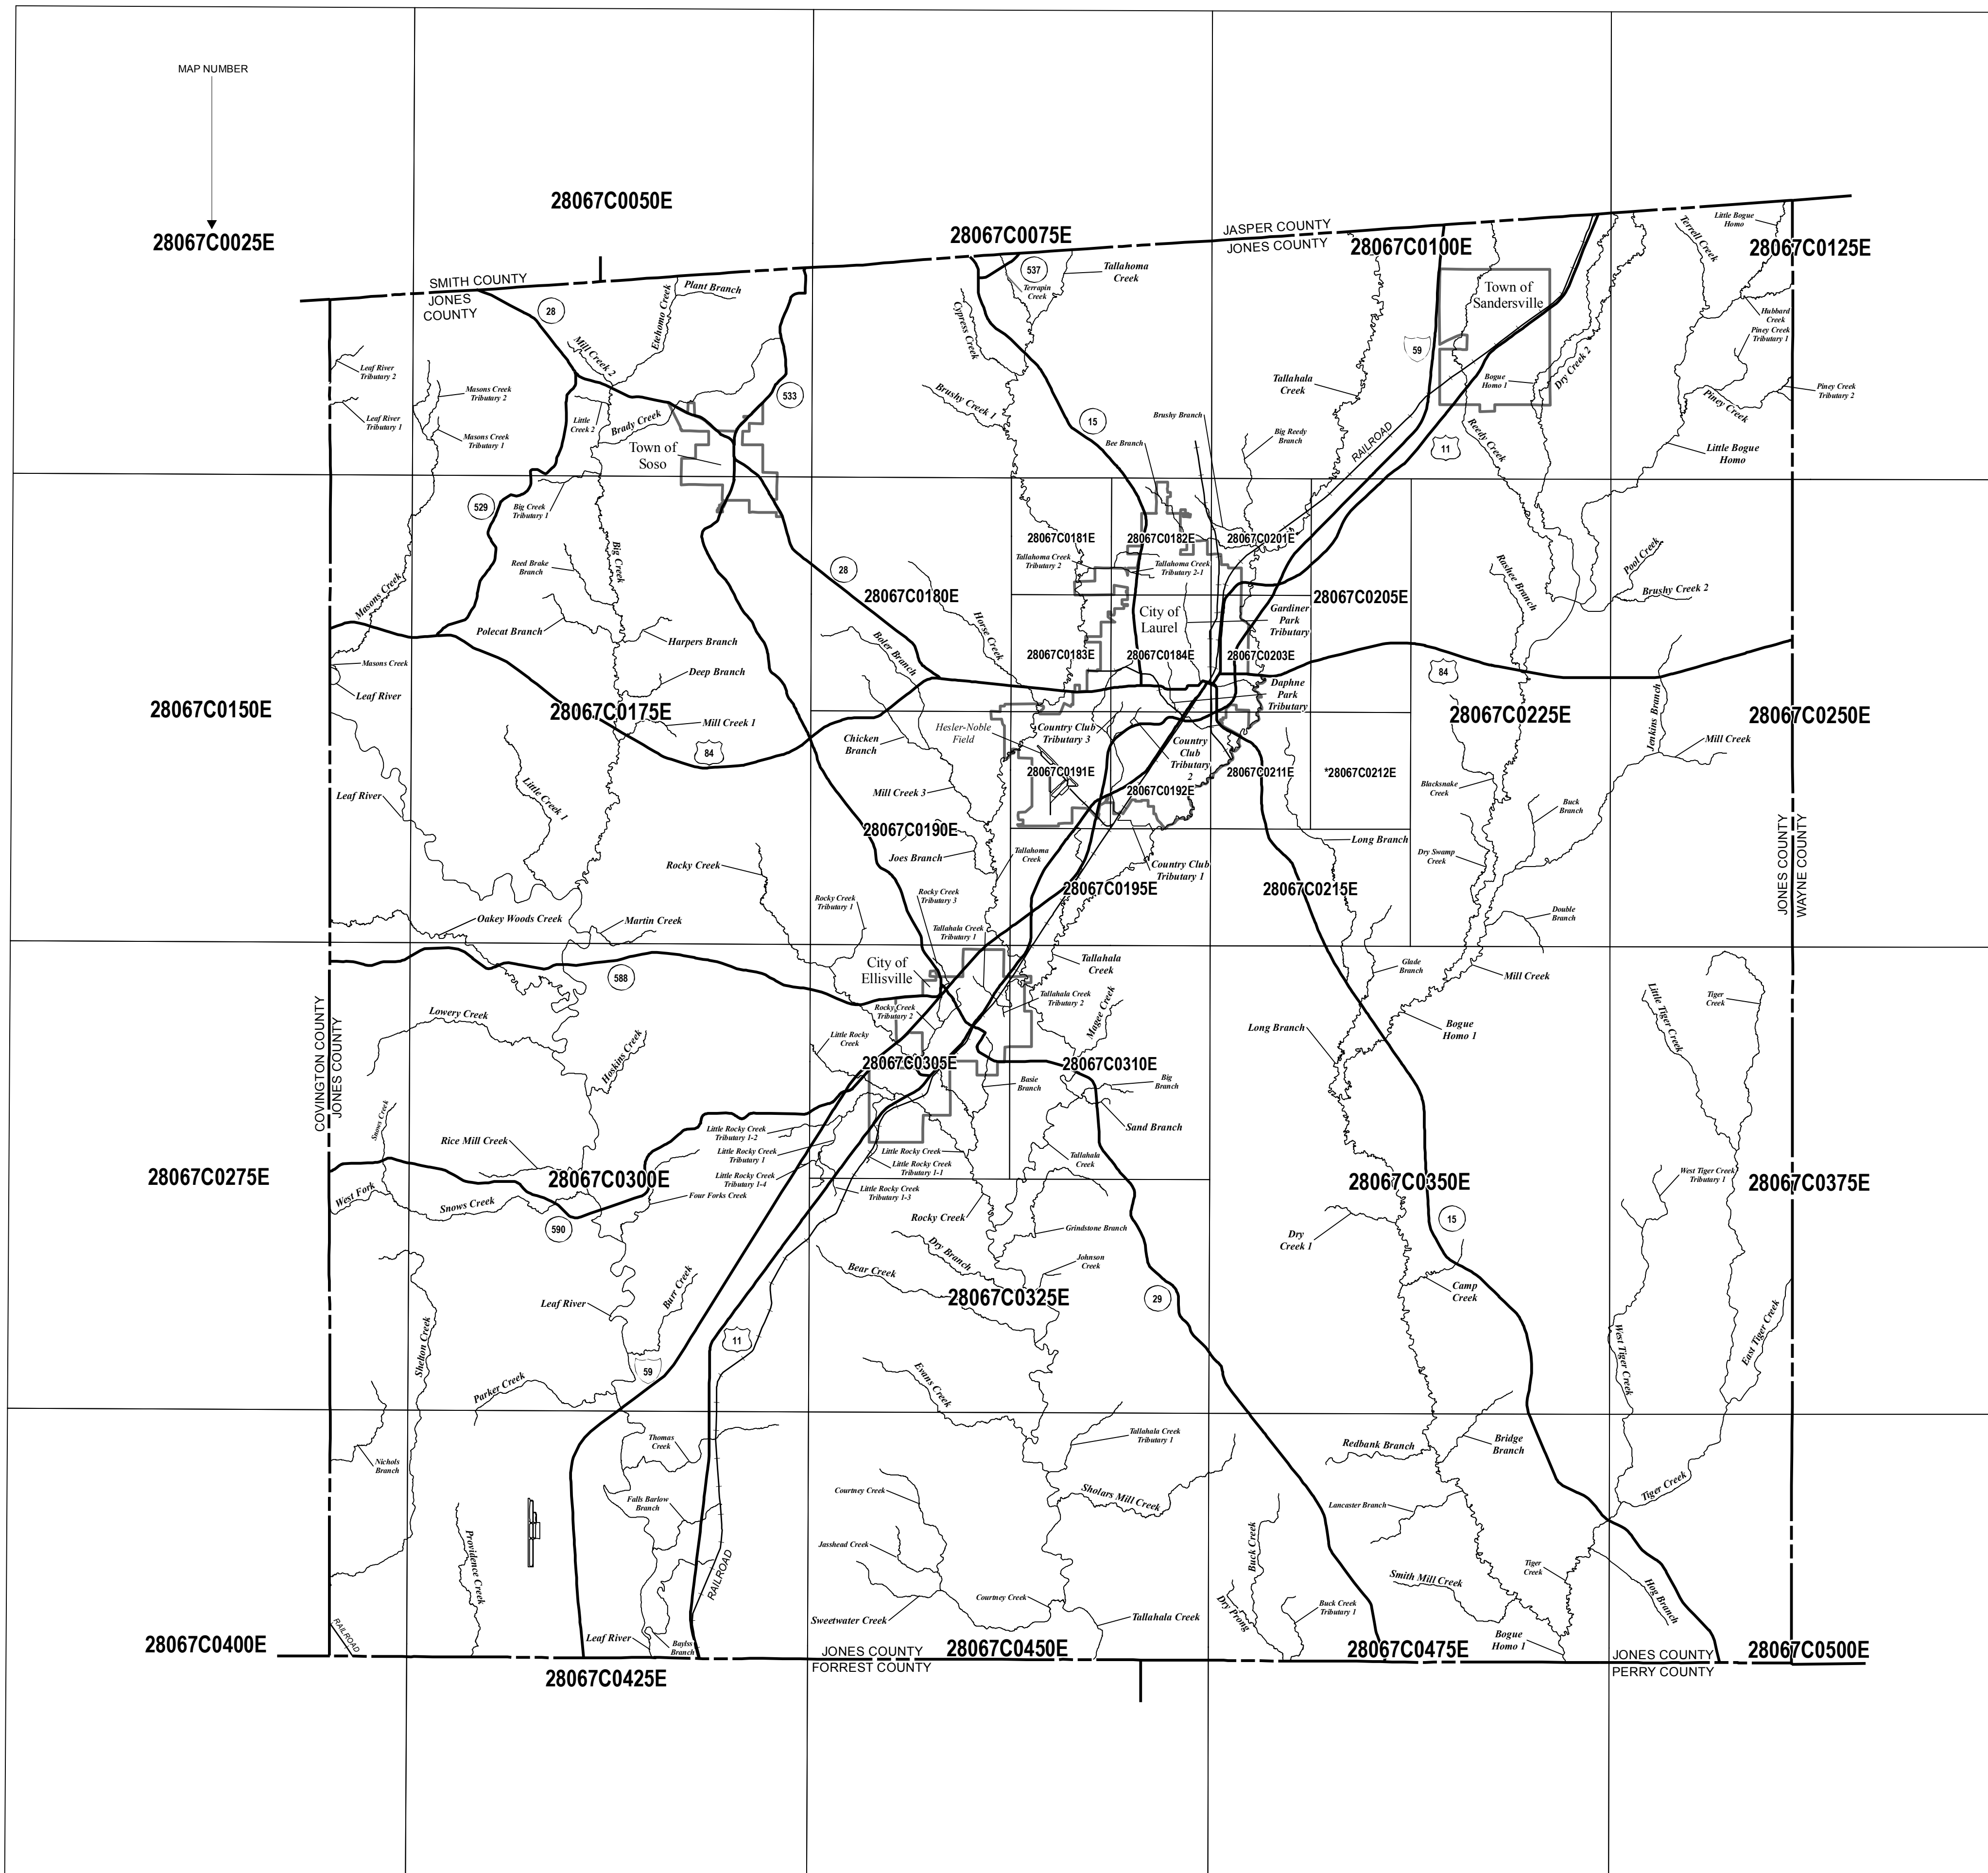 MAP NUMBER
28067C0025E
28067C0050E
28067C0075E
28067C0100E
28067C0125E
SMITH COUNTY
JONES
COUNTY
JASPER COUNTY
JONES COUNTY
28
Plant Branch
Etehomo Creek
Mill Creek 2
533
537
Terrapin
Creek
Tallahoma
Creek
Cypress Creek
Brushy Creek 1
15
Leaf River
Tributary 2
Leaf River
Tributary 1
Masons Creek
Tributary 2
Masons Creek
Tributary 1
Little
Creek 2
Brady Creek
Town of
Soso
Town of
Sandersville
59
Tallahala
Creek
Bogue
Homo 1
Dry Creek 2
Reedy Creek
11
RAILROAD
Brushy Branch
Bee Branch
Big Reedy
Branch
Terrell Creek
Little Bogue
Homo
Hubbard
Creek
Piney Creek
Tributary 1
Piney Creek
Tributary 2
Piney Creek
Little Bogue
Homo
529
Big Creek
Tributary 1
Big Creek
Reed Brake
Branch
Masons Creek
Polecat Branch
Harpers Branch
Deep Branch
Masons Creek
Leaf River
28067C0150E
28067C0175E
Mill Creek 1
84
Little Creek 1
Leaf River
28
28067C0180E
Horse Creek
Boler Branch
Chicken
Branch
Mill Creek 3
28067C0190E
Joes Branch
28067C0181E
28067C0182E
28067C0201E
Tallahoma Creek
Tributary 2
Tallahoma Creek
Tributary 2-1
City of
Laurel
Gardiner
Park
Tributary
28067C0205E
28067C0183E
28067C0184E
28067C0203E
Daphne
Park
Tributary
Hesler-Noble
Field
Country Club
Tributary 3
Country
Club
Tributary
2
28067C0191E
28067C0192E
28067C0211E
*28067C0212E
Tallahoma
Creek
Country Club
Tributary 1
28067C0195E
28067C0215E
Long Branch
Rashee Branch
Pool Creek
Brushy Creek 2
84
28067C0225E
28067C0250E
Jenkins Branch
Mill Creek
Blacksnake
Creek
Buck
Branch
Dry Swamp
Creek
Double
Branch
JONES COUNTY
WAYNE COUNTY
Rocky Creek
Rocky Creek
Tributary 1
Rocky Creek
Tributary 3
Oakey Woods Creek
Martin Creek
588
Tallahala Creek
Tributary 1
City of
Ellisville
Tallahala
Creek
Tallahala Creek
Tributary 2
Magee Creek
Rocky Creek
Tributary 2
Little Rocky
Creek
28067C0305E
28067C0310E
Basie
Branch
Big
Branch
Sand Branch
Lowery Creek
Hoskins Creek
COVINGTON COUNTY
JONES COUNTY
Snows Creek
Rice Mill Creek
28067C0275E
28067C0300E
West Fork
Snows Creek
590
Four Forks Creek
Little Rocky Creek
Tributary 1-2
Little Rocky Creek
Tributary 1
Little Rocky Creek
Tributary 1-4
Little Rocky Creek
Little Rocky Creek
Tributary 1-1
Little Rocky Creek
Tributary 1-3
Tallahala
Creek
Rocky Creek
Grindstone Branch
Dry Branch
Johnson
Creek
Bear Creek
28067C0325E
29
Glade
Branch
Mill Creek
Long Branch
Bogue
Homo 1
28067C0350E
Dry
Creek 1
15
Camp
Creek
Little Tiger Creek
Tiger
Creek
West Tiger Creek
Tributary 1
28067C0375E
West Tiger Creek
East Tiger Creek
Leaf River
Burr Creek
11
59
Shelton Creek
Parker Creek
Evans Creek
Nichols
Branch
Thomas
Creek
Falls Barlow
Branch
Providence Creek
RAILROAD
RAILROAD
Leaf River
Baylss
Branch
Tallahala Creek
Tributary 1
Courtney Creek
Sholars Mill Creek
Jasshead Creek
Sweetwater Creek
Courtney Creek
Tallahala Creek
Redbank Branch
Bridge
Branch
Lancaster Branch
Buck Creek
Dry Prong
Buck Creek
Tributary 1
Smith Mill Creek
Tiger
Creek
Tiger Creek
Hog Branch
Bogue
Homo 1
28067C0400E
28067C0425E
JONES COUNTY
FORREST COUNTY
28067C0450E
28067C0475E
JONES COUNTY
PERRY COUNTY
28067C0500E